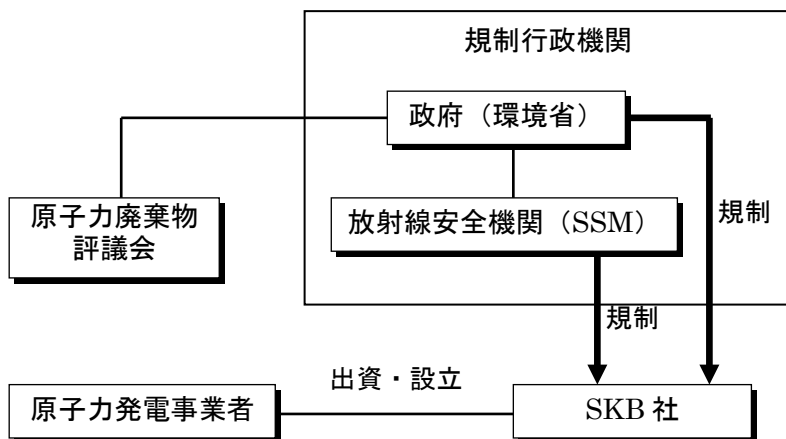 規制行政機関
政府（環境省）
原子力廃棄物
評議会
放射線安全機関（SSM）
規制
規制
出資・設立
原子力発電事業者
SKB 社